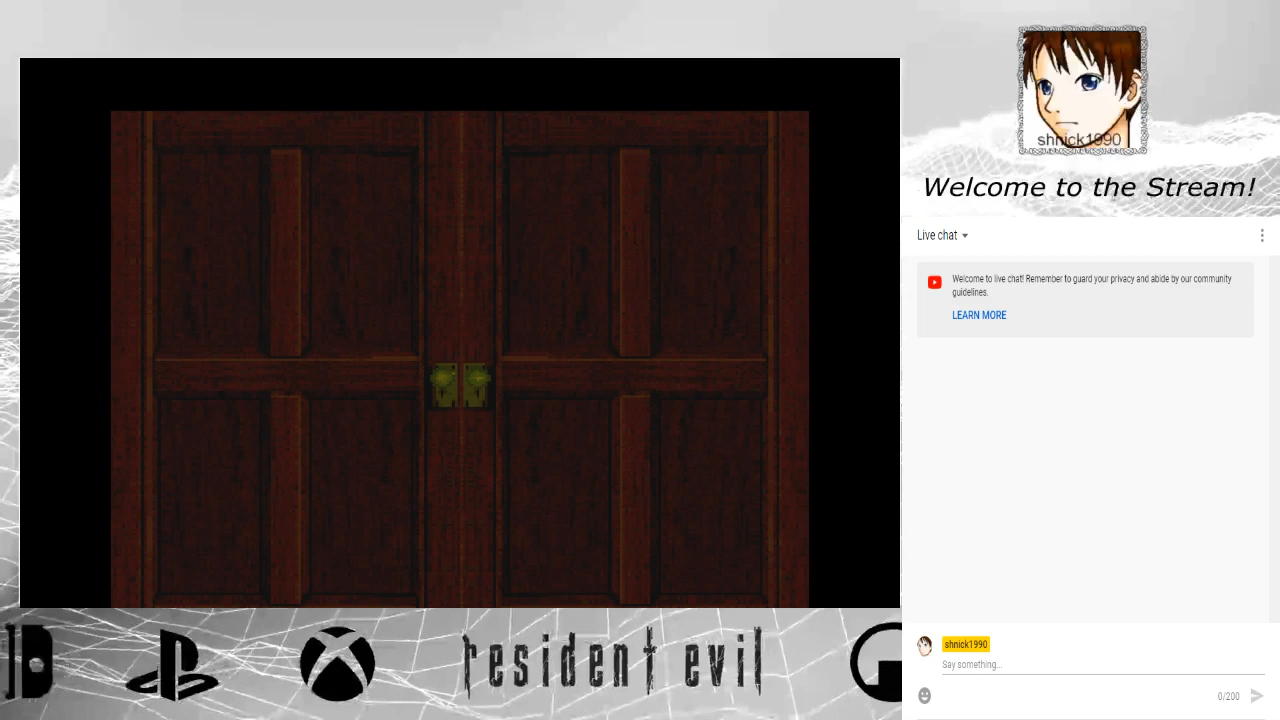 shnick1990
Welcome to the Stream!
Live chat
Welcome to live chat! Remember to guard your privacy and abide by our community
guidelines.
LEARN MORE
resident evil
shnick1990
Say something...
0/200